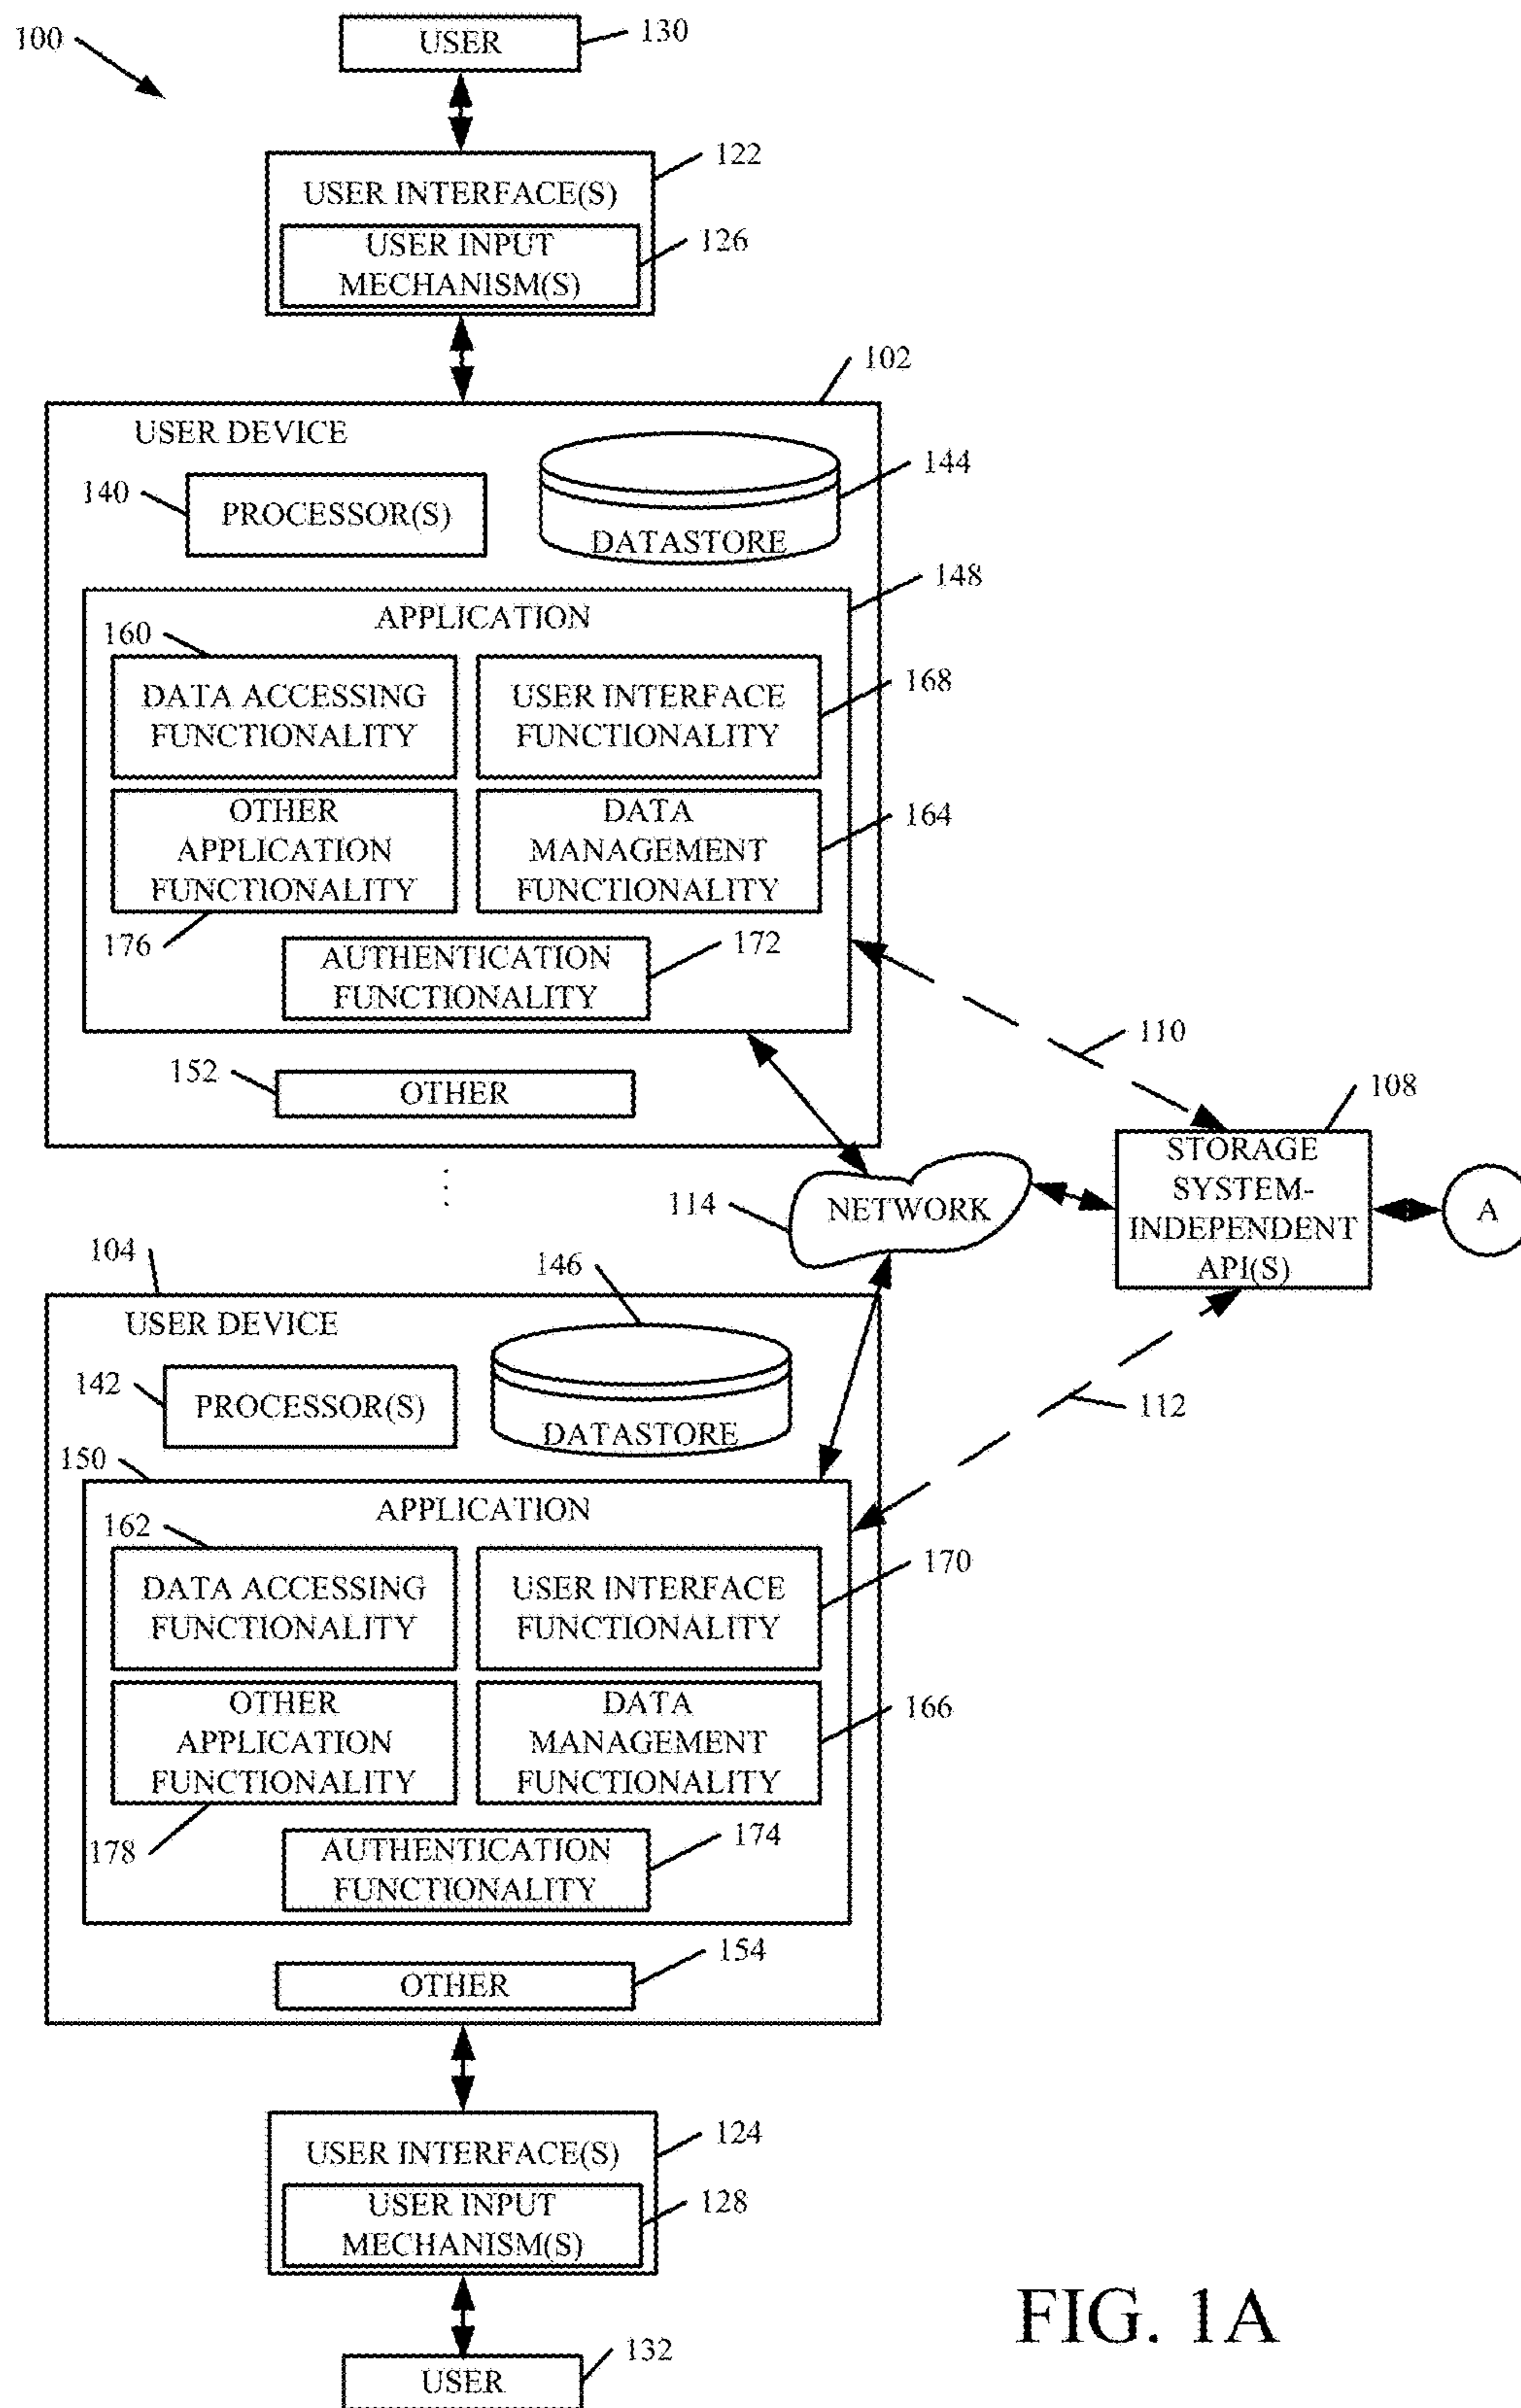 100
USER
130
122
USER INTERFACE(S)
USER INPUT
MECHANISM(S)
126
102
USER DEVICE
140
PROCESSOR(S)
DATASTORE
144
148
APPLICATION
160
DATA ACCESSING
FUNCTIONALITY
USER INTERFACE
FUNCTIONALITY
168
OTHER
APPLICATION
FUNCTIONALITY
DATA
MANAGEMENT
FUNCTIONALITY
164
176
AUTHENTICATION
FUNCTIONALITY
172
110
152
OTHER
108
STORAGE
SYSTEM-
INDEPENDENT
API(S)
A
114
NETWORK
104
USER DEVICE
146
142
PROCESSOR(S)
DATASTORE
112
150
APPLICATION
162
DATA ACCESSING
FUNCTIONALITY
USER INTERFACE
FUNCTIONALITY
170
OTHER
APPLICATION
FUNCTIONALITY
DATA
MANAGEMENT
FUNCTIONALITY
166
178
AUTHENTICATION
FUNCTIONALITY
174
154
OTHER
124
USER INTERFACE(S)
USER INPUT
MECHANISM(S)
128
USER
132
FIG. 1A